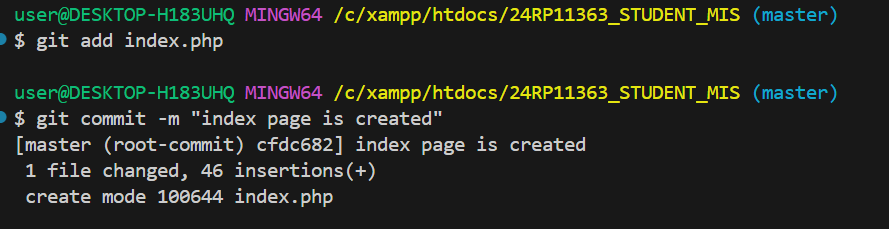 user@DESKTOP-H183UHQ MINGW64 /c/xampp/htdocs/24RP11363_STUDENT_MIS (master)
$ git add index.php
user@DESKTOP-H183UHQ MINGW64 /c/xampp/htdocs/24RP11363_STUDENT_MIS (master)
$ git commit -m "index page is created"
[master (root-commit) cfdc682] index page is created
 1 file changed, 46 insertions(+)
 create mode 100644 index.php